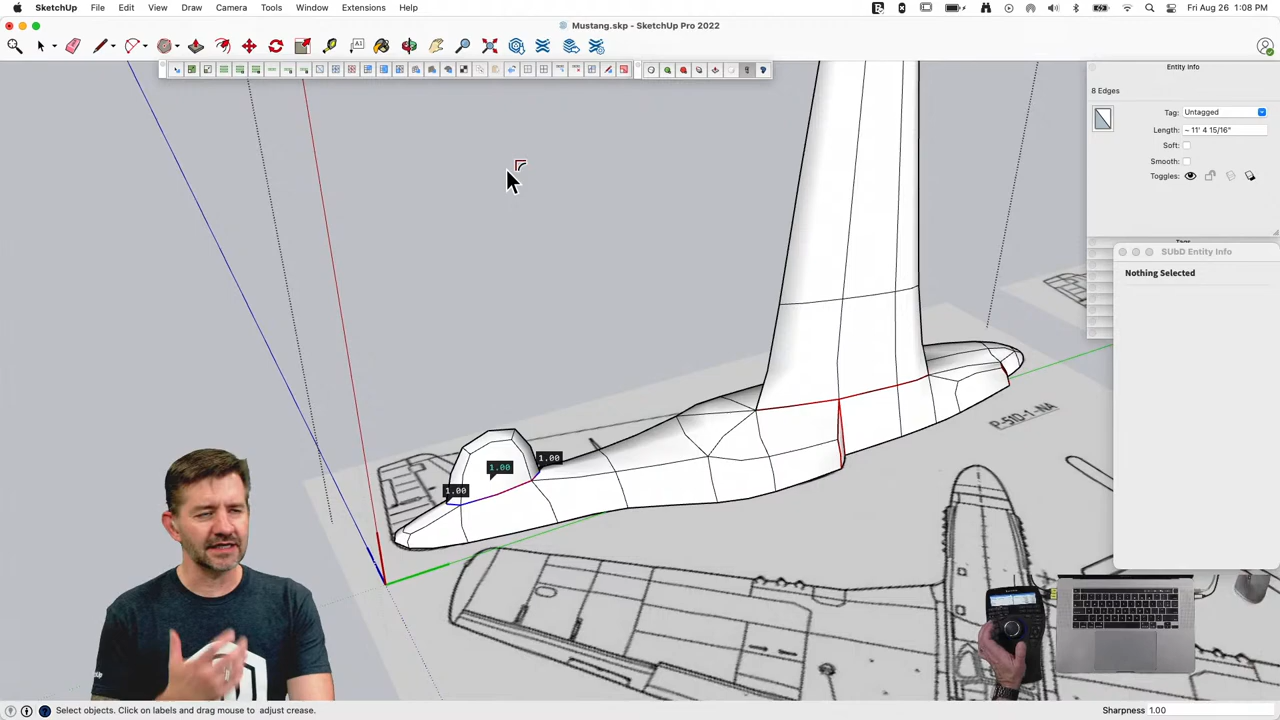 SketchUp File Edit View Draw Camera Tools Window Extensions Help
Fri Aug 26 1:08 PM
Mustang.skp - SketchUp Pro 2022
Entity Info
8 Edges
Tag: Untagged
Length: ~ 11' 4 15/16"
Soft:
Smooth:
Toggles:
Tags
SUbD Entity Info
Nothing Selected
1.00
1.00
1.00
P-51D-1-NA
Select objects. Click on labels and drag mouse to adjust crease.
Sharpness 1.00